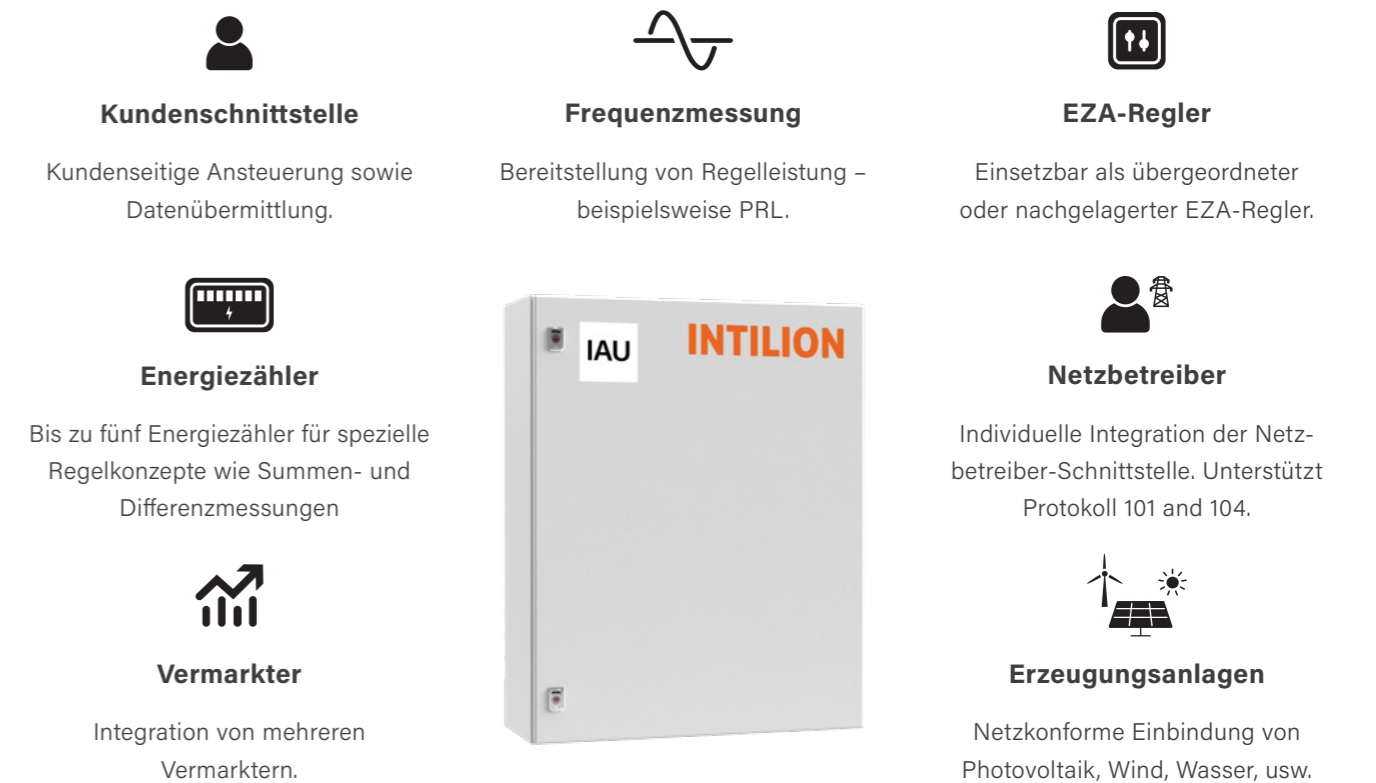 Kundenschnittstelle
Kundenseitige Ansteuerung sowie
Datenübermittlung.
Frequenzmessung
Bereitstellung von Regelleistung –
beispielsweise PRL.
EZA-Regler
Einsetzbar als übergeordneter
oder nachgelagerter EZA-Regler.
Energiezähler
Bis zu fünf Energiezähler für spezielle
Regelkonzepte wie Summen- und
Differenzmessungen
IAU
INTILION
Netzbetreiber
Individuelle Integration der Netz-
betreiber-Schnittstelle. Unterstützt
Protokoll 101 and 104.
Vermarkter
Integration von mehreren
Vermarktern.
Erzeugungsanlagen
Netzkonforme Einbindung von
Photovoltaik, Wind, Wasser, usw.